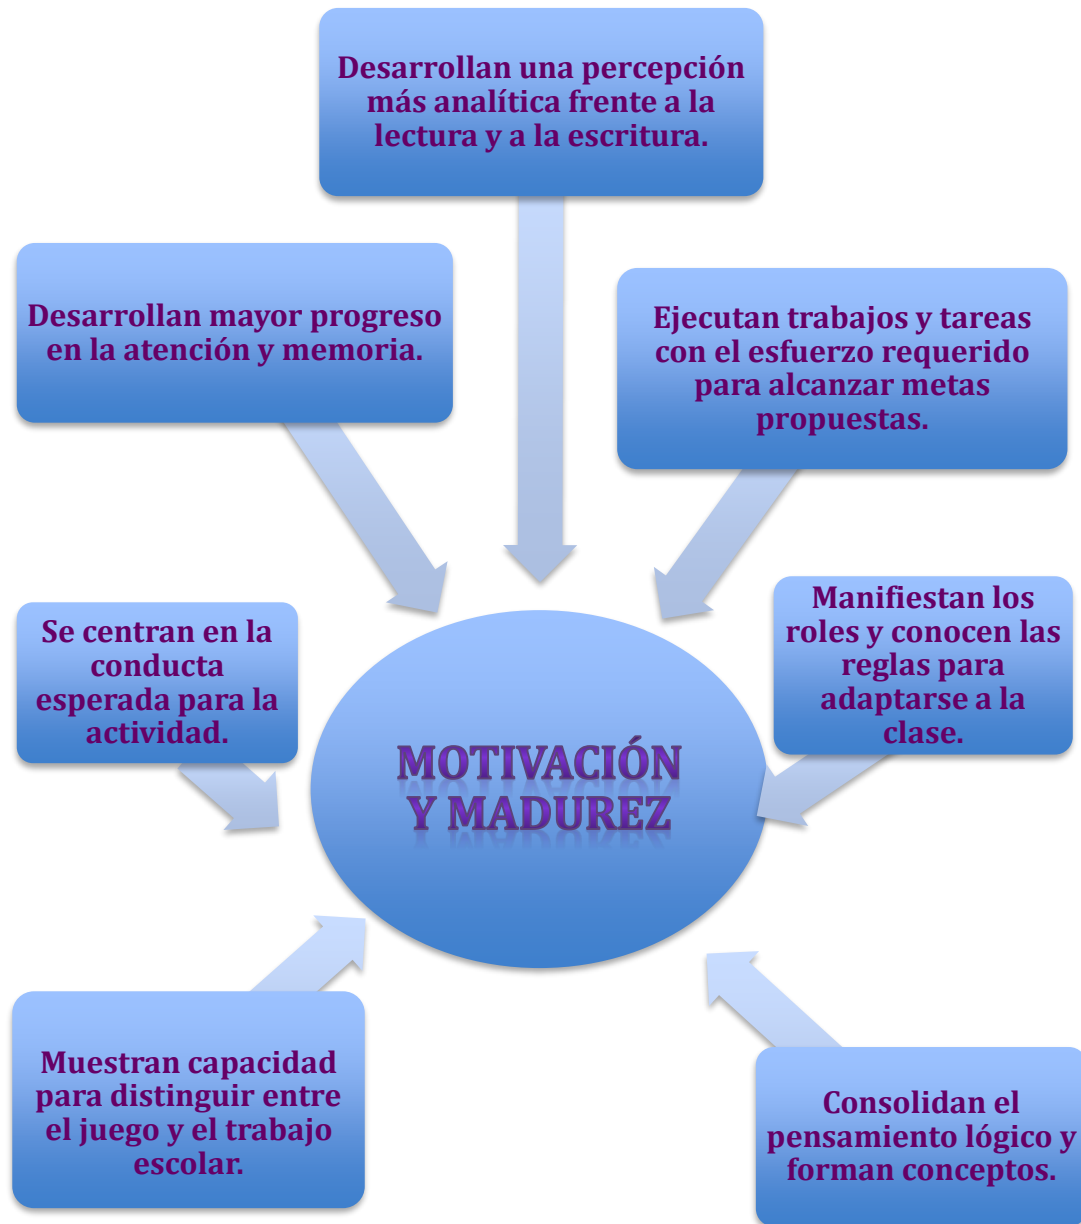 Desarrollan una percepción
más analítica frente a la
lectura y a la escritura.
Desarrollan mayor progreso
en la atención y memoria.
Ejecutan trabajos y tareas
con el esfuerzo requerido
para alcanzar metas
propuestas.
Se centran en la
conducta
esperada para la
actividad.
Manifiestan los
roles y conocen las
reglas para
adaptarse a la
clase.
MOTIVACIÓN
Y MADUREZ
Muestran capacidad
para distinguir entre
el juego y el trabajo
escolar.
Consolidan el
pensamiento lógico y
forman conceptos.